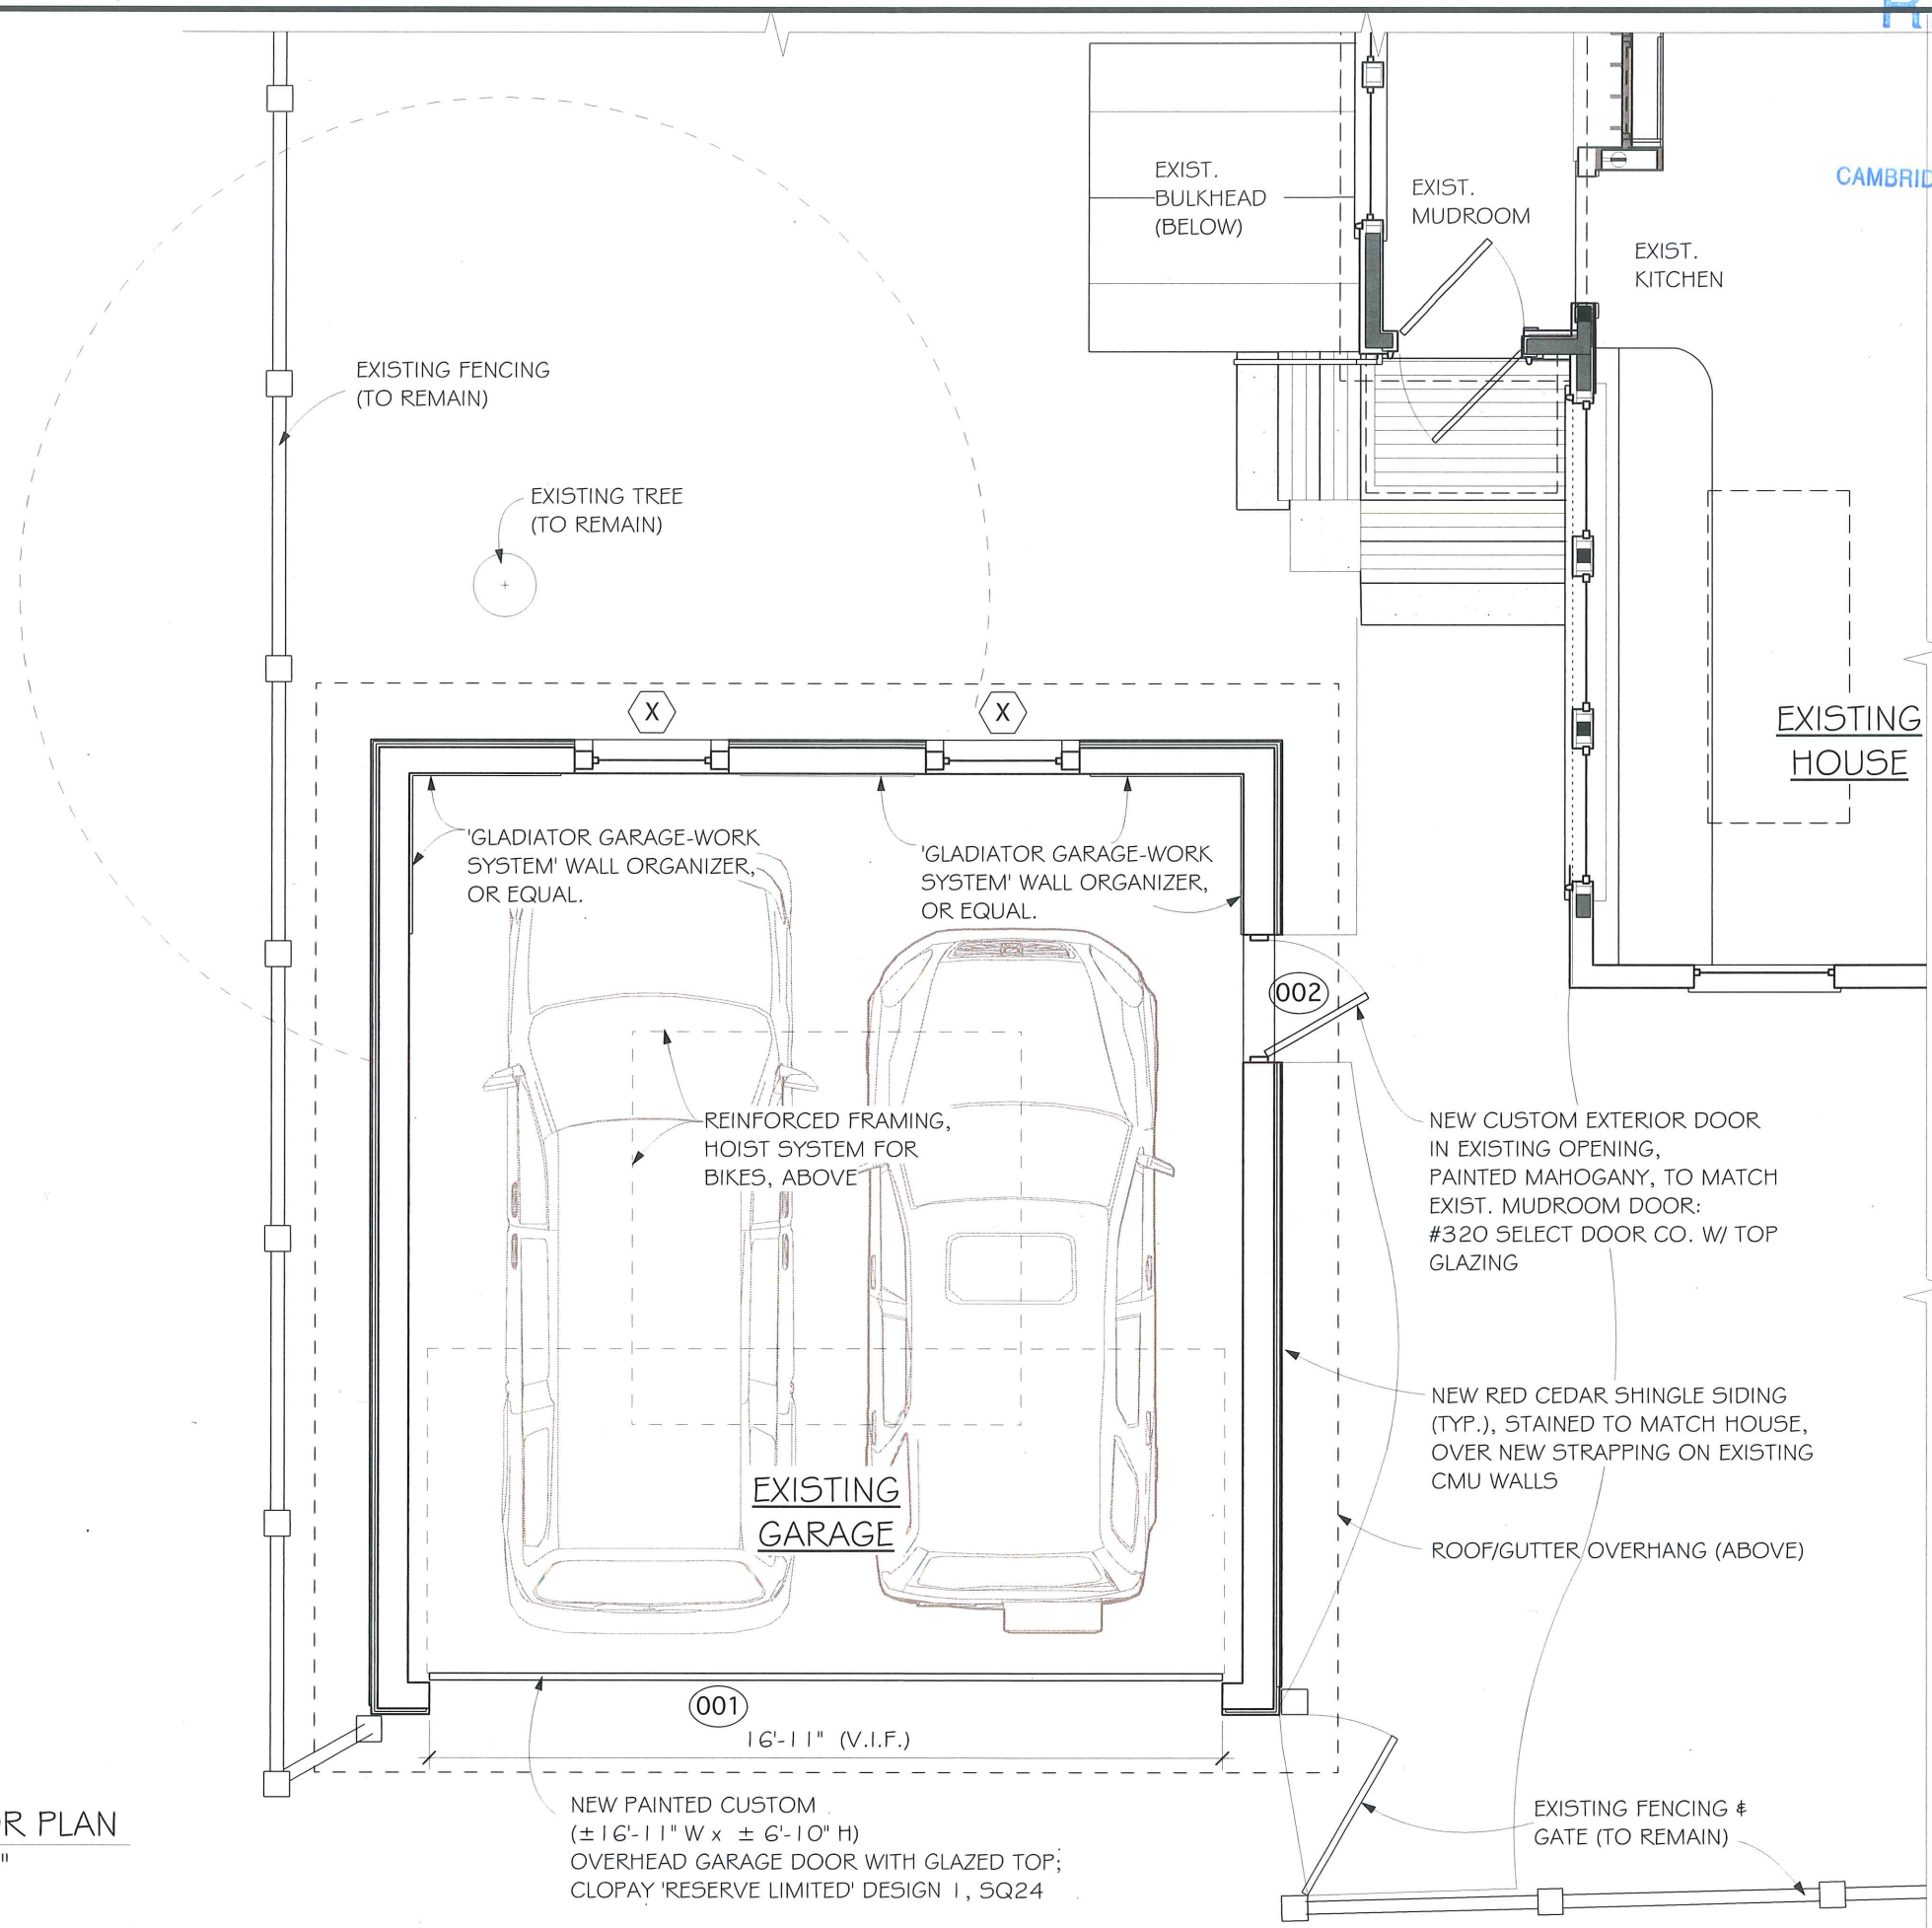 CAMBRID
EXIST.
BULKHEAD
(BELOW)
EXIST.
MUDROOM
EXIST.
KITCHEN
EXISTING FENCING
(TO REMAIN)
EXISTING TREE
(TO REMAIN)
X
X
EXISTING
HOUSE
'GLADIATOR GARAGE-WORK
SYSTEM' WALL ORGANIZER,
OR EQUAL.
'GLADIATOR GARAGE-WORK
SYSTEM' WALL ORGANIZER,
OR EQUAL.
002
REINFORCED FRAMING,
HOIST SYSTEM FOR
BIKES, ABOVE
NEW CUSTOM EXTERIOR DOOR
IN EXISTING OPENING,
PAINTED MAHOGANY, TO MATCH
EXIST. MUDROOM DOOR:
#320 SELECT DOOR CO. W/ TOP
GLAZING
NEW RED CEDAR SHINGLE SIDING
(TYP.), STAINED TO MATCH HOUSE,
OVER NEW STRAPPING ON EXISTING
CMU WALLS
EXISTING
GARAGE
ROOF/GUTTER OVERHANG (ABOVE)
001
16'-11" (V.I.F.)
NEW PAINTED CUSTOM
(±16'-11" W x ± 6'-10" H)
OVERHEAD GARAGE DOOR WITH GLAZED TOP;
CLOPAY 'RESERVE LIMITED' DESIGN 1, SQ24
EXISTING FENCING &
GATE (TO REMAIN)
R PLAN
"